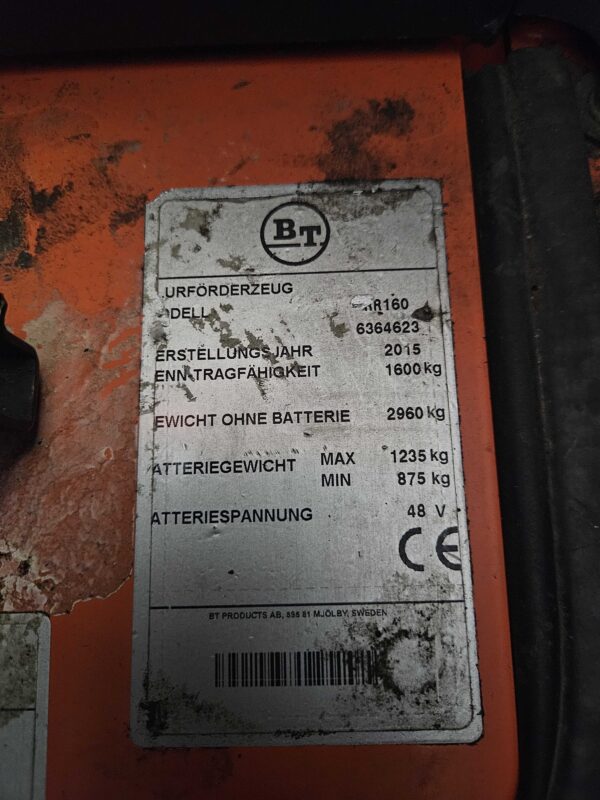 BT
URFÖRDERZEUG
ODELL RR160
6364623
ERSTELLUNGSJAHR 2015
ENN TRAGFÄHIGKEIT 1600 kg
EWICHT OHNE BATTERIE 2960 kg
ATTERIEGEWICHT MAX 1235 kg
MIN 875 kg
ATTERIESPANNUNG 48 V
CE
BT PRODUCTS AB, 595 81 MJÖLBY, SWEDEN